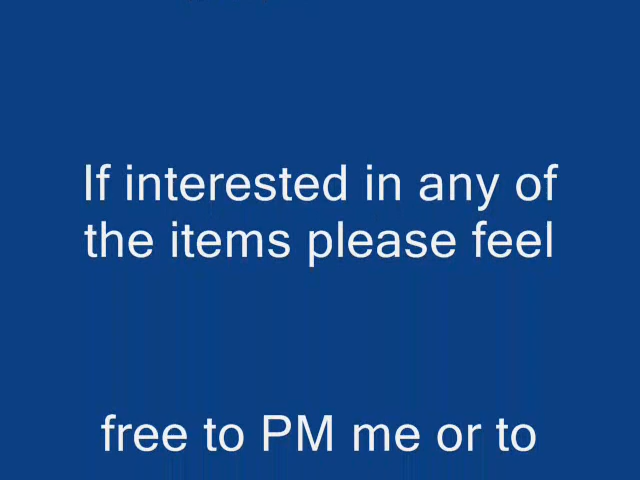 If interested in any of
the items please feel
free to PM me or to